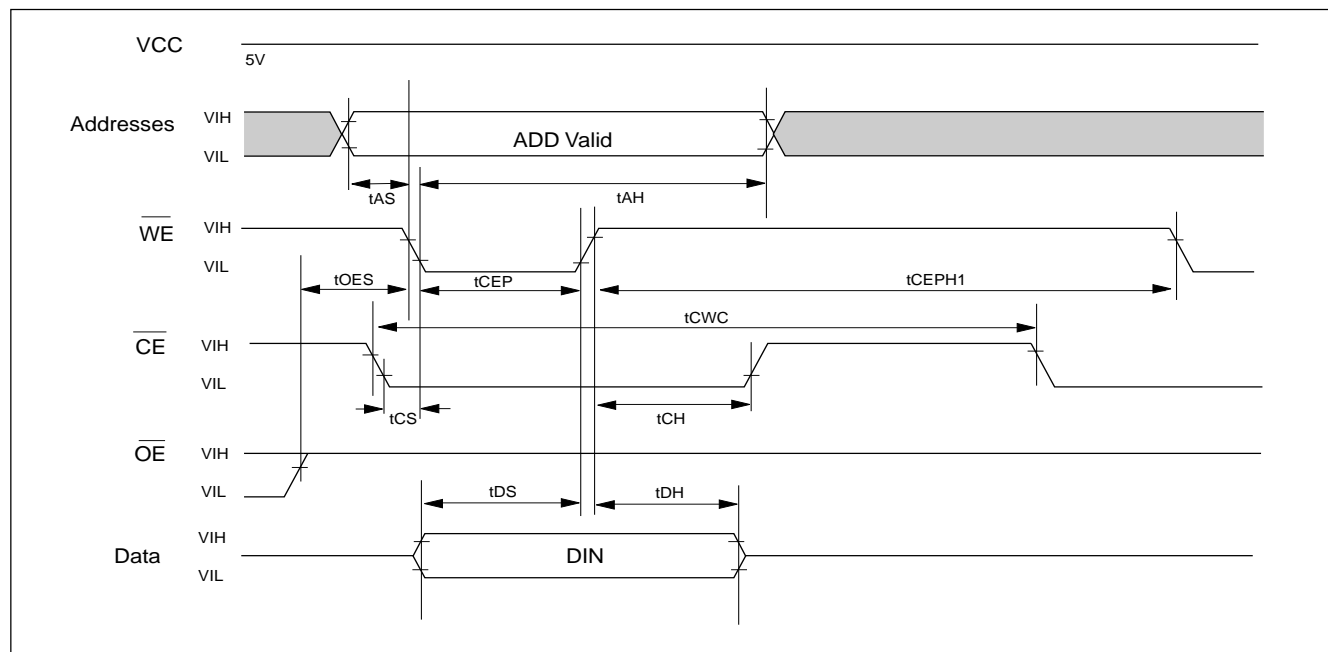 VCC
5V
Addresses
VIH
ADD Valid
VIL
tAS
tAH
WE
VIH
VIL
tOES
tCEP
tCEPH1
tCWC
CE
VIH
VIL
tCS
tCH
OE
VIH
VIL
tDS
tDH
VIH
Data
DIN
VIL